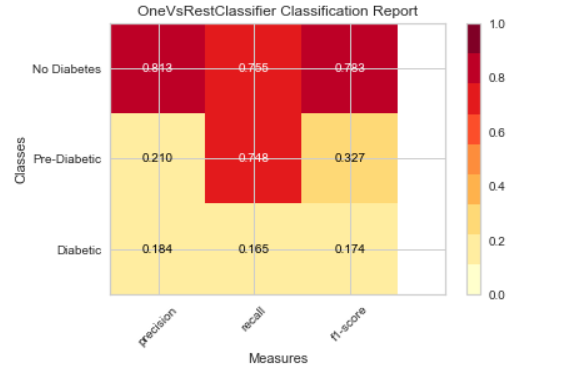 OneVsRestClassifier Classification Report
No Diabetes 0.813 0.755 0.783
Pre-Diabetic 0.210 0.748 0.327
Diabetic 0.184 0.165 0.174
Classes
precision recall f1-score
Measures
1.0
0.8
0.6
0.4
0.2
0.0